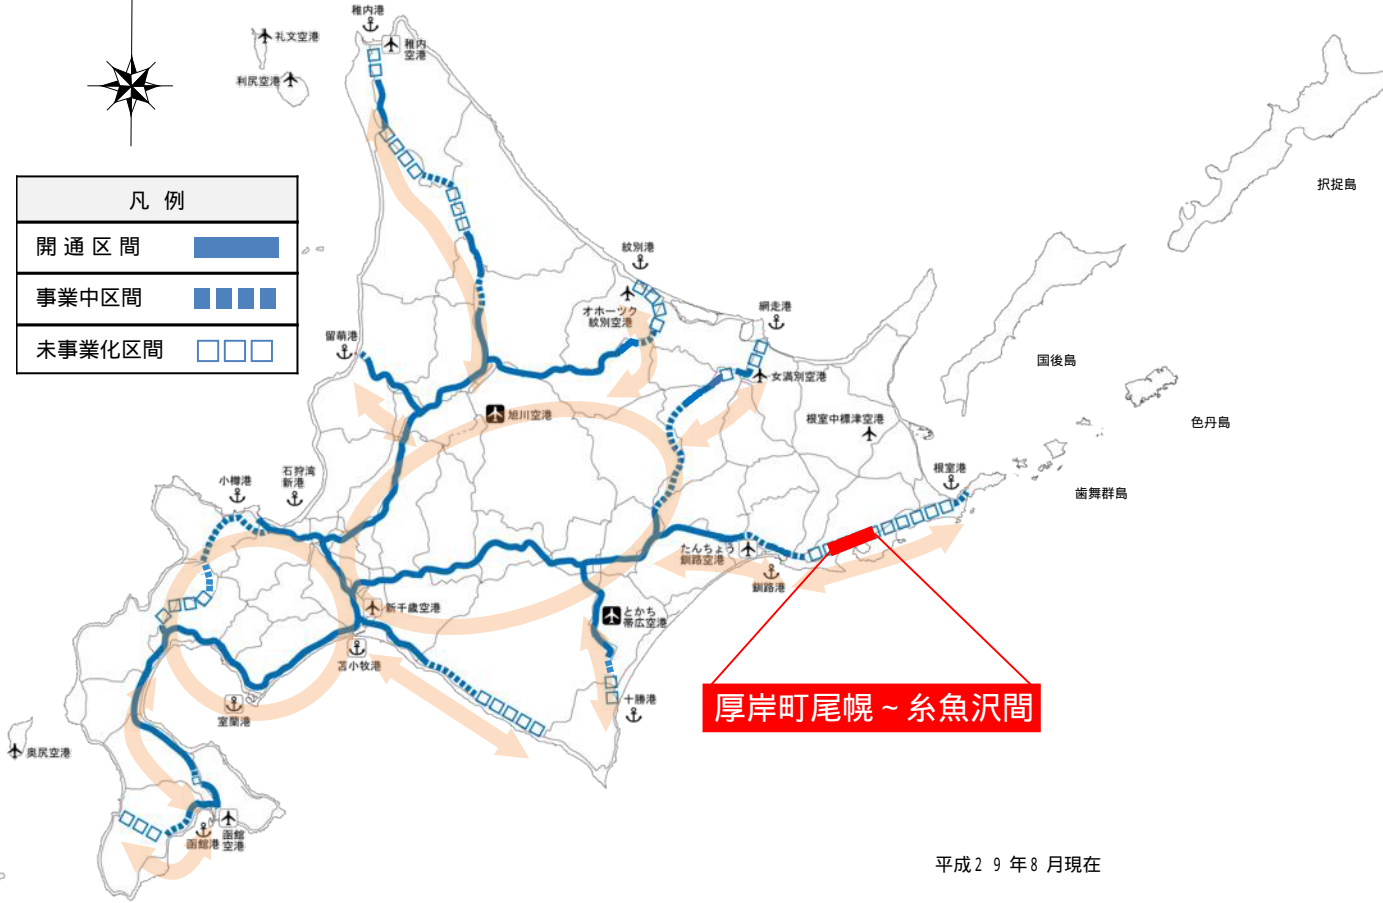 稚内港
礼文空港
稚内
空港
利尻空港
凡 例
開 通 区 間
事業中区間
未事業化区間
択捉島
紋別港
オホーツク
紋別空港
網走港
留萌港
国後島
女満別空港
色丹島
旭川空港
根室中標津空港
石狩湾
新港
小樽港
根室港
歯舞群島
たんちょう
釧路空港
釧路港
新千歳空港
とかち
帯広空港
苫小牧港
十勝港
室蘭港
厚岸町尾幌~糸魚沢間
奥尻空港
函館港
函館
空港
平成29年8月現在